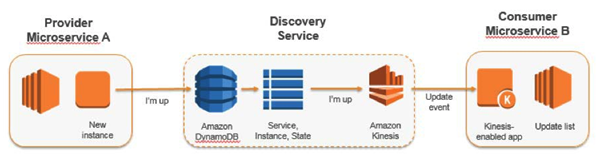 Provider
Microservice A
Discovery
Service
Consumer
Microservice B
New
instance
I'm up
Amazon
DynamoDB
Service,
Instance, State
I'm up
Amazon
Kinesis
Update
event
K
Kinesis-
enabled app
Update list